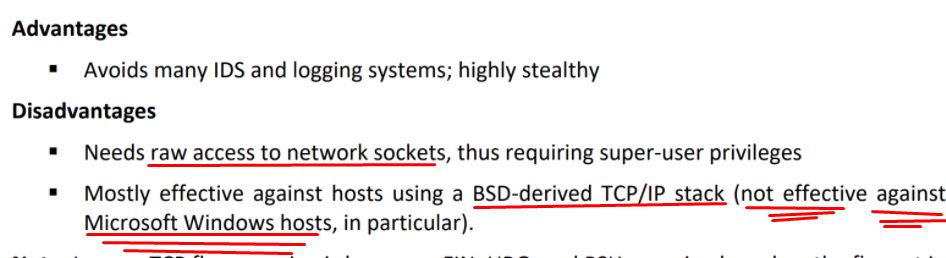 Advantages
▪ Avoids many IDS and logging systems; highly stealthy
Disadvantages
▪ Needs raw access to network sockets, thus requiring super-user privileges
▪ Mostly effective against hosts using a BSD-derived TCP/IP stack (not effective against
Microsoft Windows hosts, in particular).